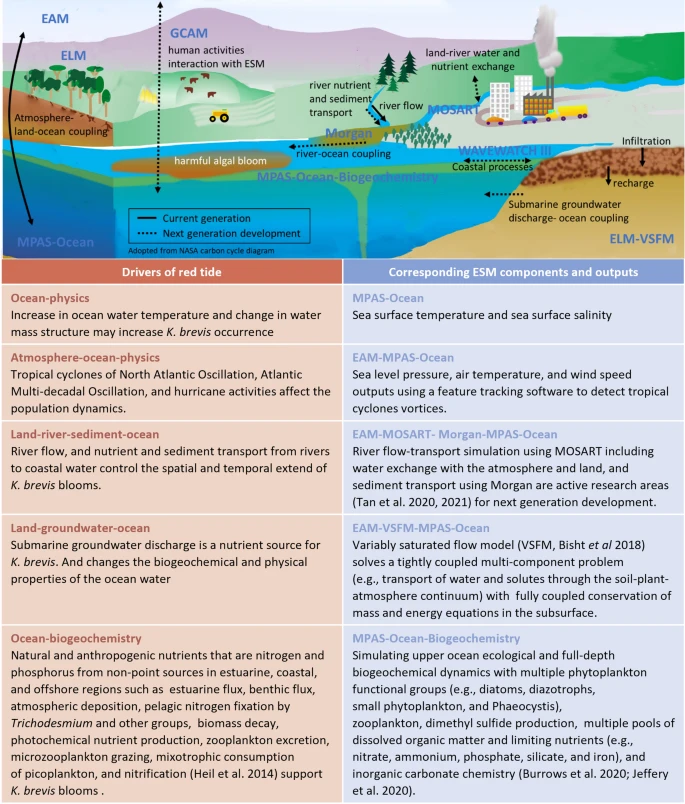 EAM
GCAM
human activities
interaction with ESM
ELM
land-river water and
nutrient exchange
river nutrient
and sediment
transport
river flow
MOSART
Atmosphere-
land-ocean coupling
Morgan
river-ocean coupling
harmful algal bloom
WAVEWATCH III
Coastal processes
Infiltration
recharge
MPAS-Ocean-Biogeochemistry
Submarine groundwater
discharge- ocean coupling
Current generation
Next generation development
MPAS-Ocean
ELM-VSFM
Adopted from NASA carbon cycle diagram
Drivers of red tide
Corresponding ESM components and outputs
Ocean-physics
Increase in ocean water temperature and change in water
mass structure may increase K. brevis occurrence
MPAS-Ocean
Sea surface temperature and sea surface salinity
Atmosphere-ocean-physics
Tropical cyclones of North Atlantic Oscillation, Atlantic
Multi-decadal Oscillation, and hurricane activities affect the
population dynamics.
EAM-MPAS-Ocean
Sea level pressure, air temperature, and wind speed
outputs using a feature tracking software to detect tropical
cyclones vortices.
Land-river-sediment-ocean
River flow, and nutrient and sediment transport from rivers
to coastal water control the spatial and temporal extend of
K. brevis blooms.
EAM-MOSART- Morgan-MPAS-Ocean
River flow-transport simulation using MOSART including
water exchange with the atmosphere and land, and
sediment transport using Morgan are active research areas
(Tan et al. 2020, 2021) for next generation development.
Land-groundwater-ocean
Submarine groundwater discharge is a nutrient source for
K. brevis. And changes the biogeochemical and physical
properties of the ocean water
EAM-VSFM-MPAS-Ocean
Variably saturated flow model (VSFM, Bisht et al 2018)
solves a tightly coupled multi-component problem
(e.g., transport of water and solutes through the soil-plant-
atmosphere continuum) with fully coupled conservation of
mass and energy equations in the subsurface.
Ocean-biogeochemistry
Natural and anthropogenic nutrients that are nitrogen and
phosphorus from non-point sources in estuarine, coastal,
and offshore regions such as estuarine flux, benthic flux,
atmospheric deposition, pelagic nitrogen fixation by
Trichodesmium and other groups, biomass decay,
photochemical nutrient production, zooplankton excretion,
microzooplankton grazing, mixotrophic consumption
of picoplankton, and nitrification (Heil et al. 2014) support
K. brevis blooms .
MPAS-Ocean-Biogeochemistry
Simulating upper ocean ecological and full-depth
biogeochemical dynamics with multiple phytoplankton
functional groups (e.g., diatoms, diazotrophs,
small phytoplankton, and Phaeocystis),
zooplankton, dimethyl sulfide production, multiple pools of
dissolved organic matter and limiting nutrients (e.g.,
nitrate, ammonium, phosphate, silicate, and iron), and
inorganic carbonate chemistry (Burrows et al. 2020; Jeffery
et al. 2020).